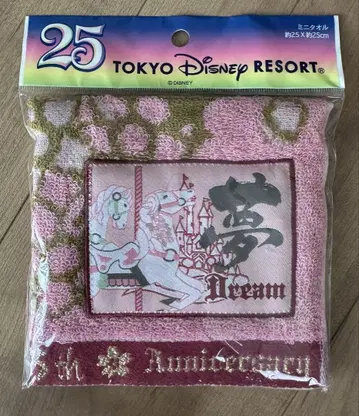 25
TOKYO Disney RESORT®
ミニタオル
約25×約25cm
©DISNEY
夢
Dream
5th Anniversary